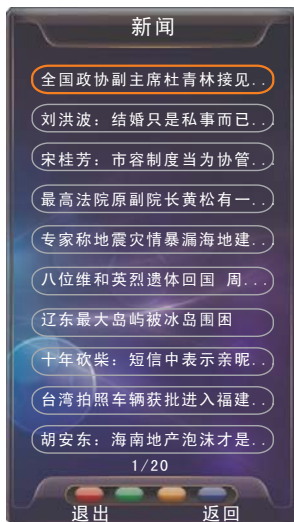 新闻
全国政协副主席杜青林接见...
刘洪波：结婚只是私事而已...
宋桂芳：市容制度当为协管...
最高法院原副院长黄松有一...
专家称地震灾情暴漏海地建...
八位维和英烈遗体回国 周...
辽东最大岛屿被冰岛围困
十年砍柴：短信中表示亲昵...
台湾拍照车辆获批进入福建...
胡安东：海南地产泡沫才是...
1/20
退出 返回